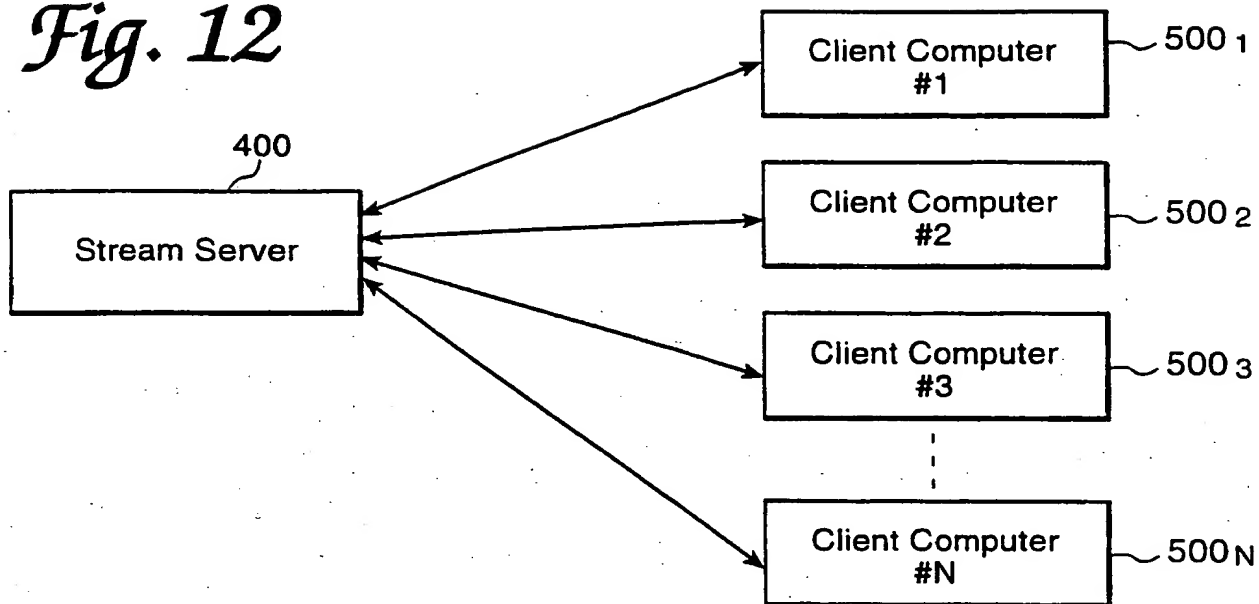 Fig. 12
400
Stream Server
Client Computer
#1
500 1
Client Computer
#2
500 2
Client Computer
#3
500 3
Client Computer
#N
500 N